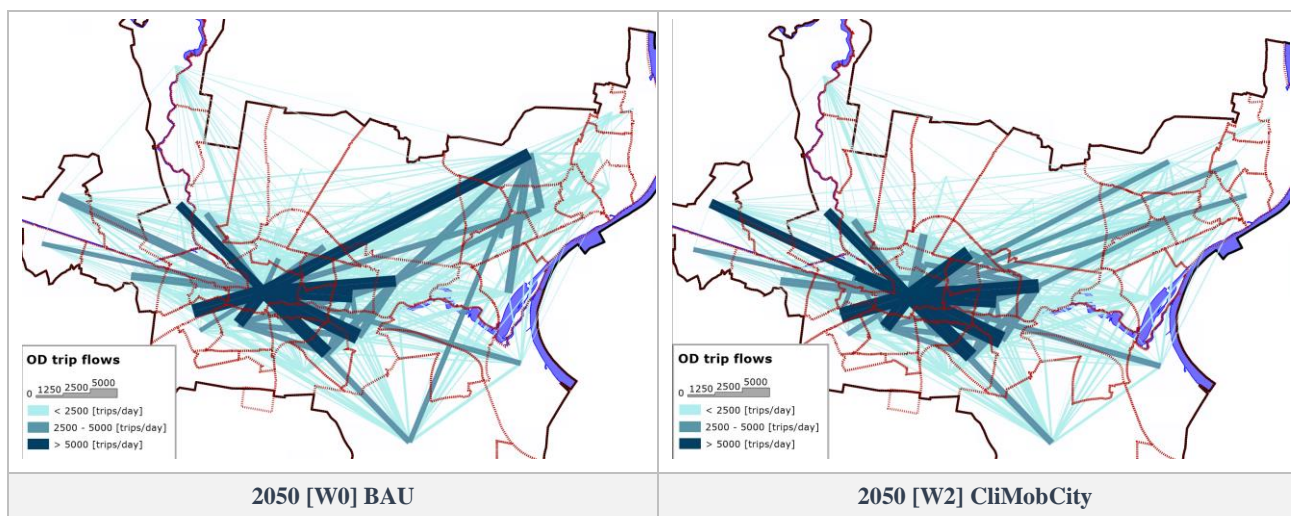 OD trip flows
0 1250 2500 5000
< 2500 [trips/day]
2500 - 5000 [trips/day]
> 5000 [trips/day]
OD trip flows
0 1250 2500 5000
< 2500 [trips/day]
2500 - 5000 [trips/day]
> 5000 [trips/day]
2050 [W0] BAU
2050 [W2] CliMobCity